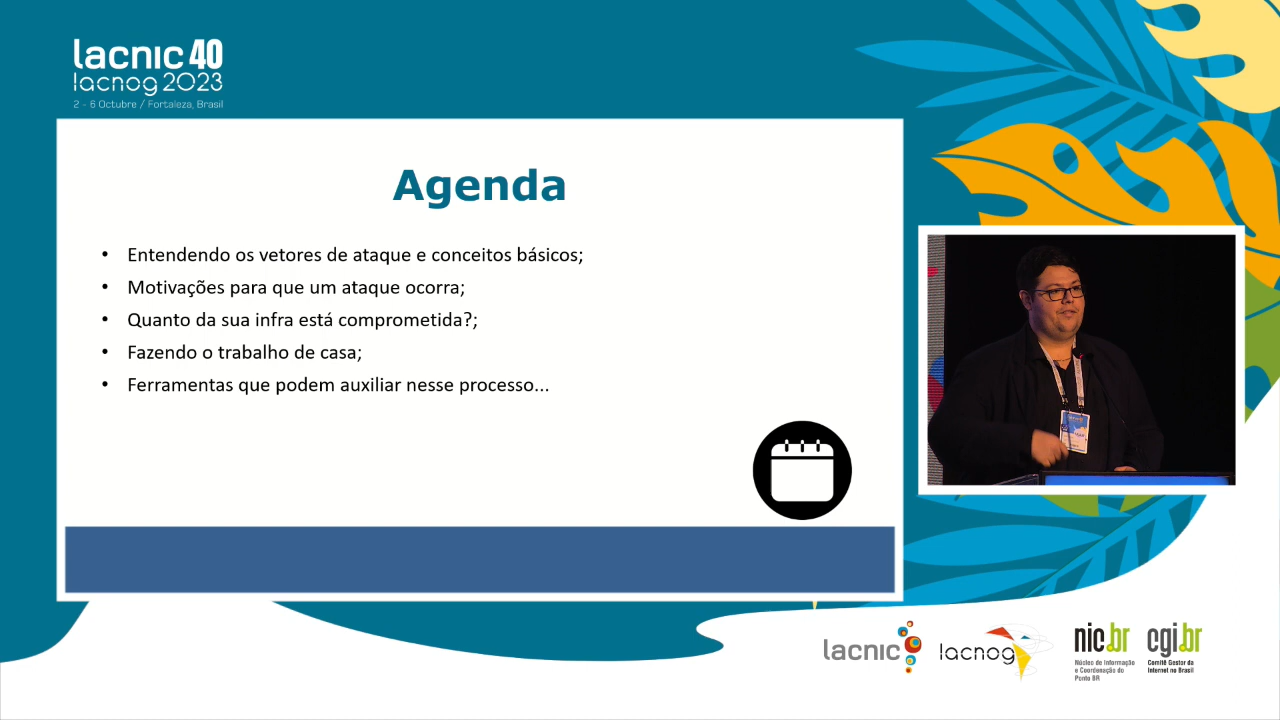 lacnic 40
lacnog 2023
2 - 6 Octubre / Fortaleza, Brasil
Agenda
• Entendendo os vetores de ataque e conceitos básicos;
• Motivações para que um ataque ocorra;
• Quanto da sua infra está comprometida?;
• Fazendo o trabalho de casa;
• Ferramentas que podem auxiliar nesse processo...
lacnic
lacnog
nic.br
Núcleo de Informação
e Coordenação do
Ponto BR
cgi.br
Comitê Gestor da
Internet no Brasil